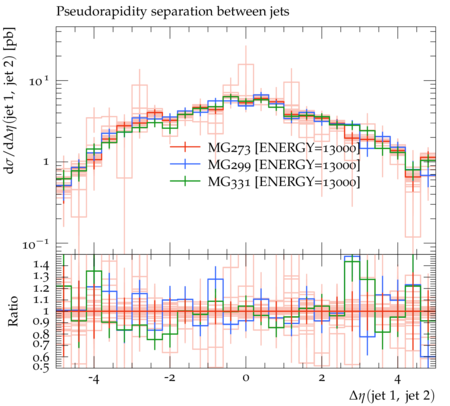 Pseudorapidity separation between jets
dσ/dΔη(jet 1, jet 2) [pb]
10¹
1
10⁻¹
MG273 [ENERGY=13000]
MG299 [ENERGY=13000]
MG331 [ENERGY=13000]
Ratio
1.4
1.3
1.2
1.1
1
0.9
0.8
0.7
0.6
0.5
-4 -2 0 2 4
Δη(jet 1, jet 2)